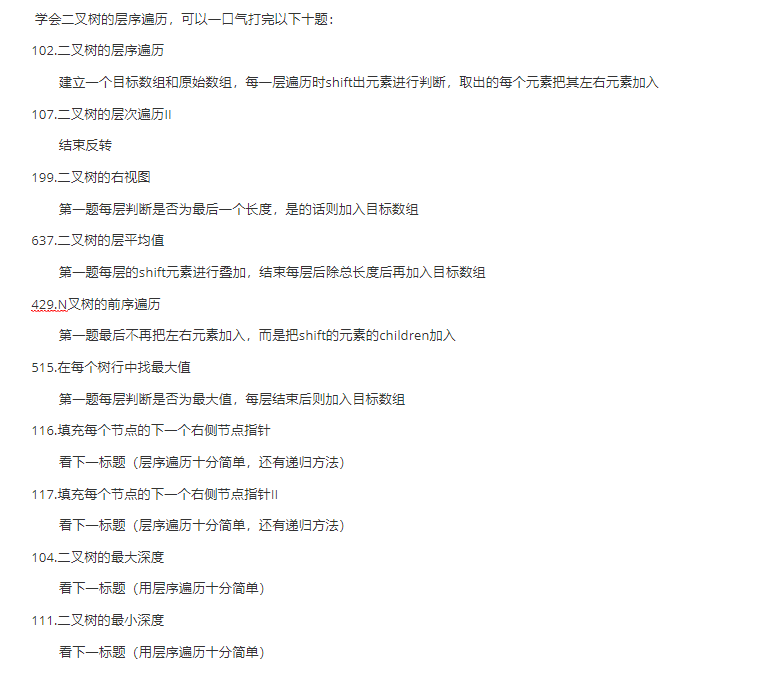 学会二叉树的层序遍历，可以一口气打完以下十题：
102.二叉树的层序遍历
建立一个目标数组和原始数组，每一层遍历时shift出元素进行判断，取出的每个元素把其左右元素加入
107.二叉树的层次遍历II
结束反转
199.二叉树的右视图
第一题每层判断是否为最后一个长度，是的话则加入目标数组
637.二叉树的层平均值
第一题每层的shift元素进行叠加，结束每层后除总长度后再加入目标数组
429.N叉树的前序遍历
第一题最后不再把左右元素加入，而是把shift的元素的children加入
515.在每个树行中找最大值
第一题每层判断是否为最大值，每层结束后则加入目标数组
116.填充每个节点的下一个右侧节点指针
看下一标题（层序遍历十分简单，还有递归方法）
117.填充每个节点的下一个右侧节点指针II
看下一标题（层序遍历十分简单，还有递归方法）
104.二叉树的最大深度
看下一标题（用层序遍历十分简单）
111.二叉树的最小深度
看下一标题（用层序遍历十分简单）